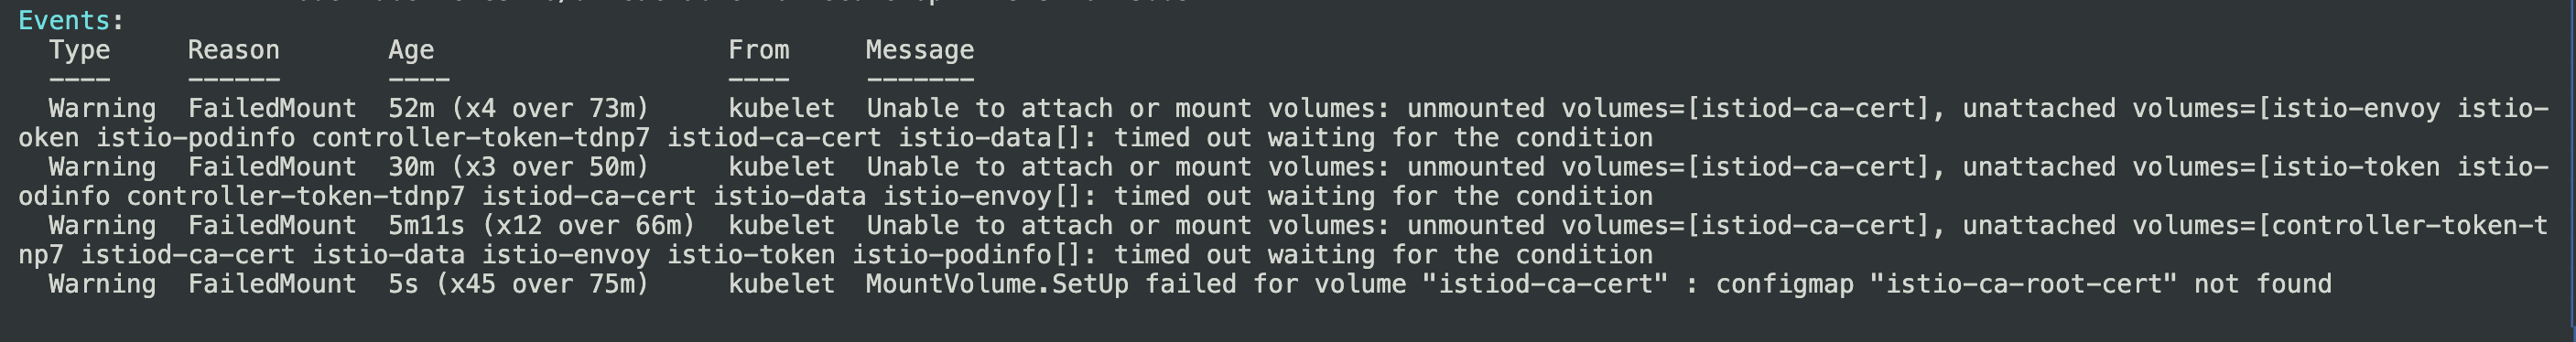 Events:
Type Reason Age From Message
---- ------ ---- ---- -------
Warning FailedMount 52m (x4 over 73m) kubelet Unable to attach or mount volumes: unmounted volumes=[istiod-ca-cert], unattached volumes=[istio-envoy istio-
oken istio-podinfo controller-token-tdnp7 istiod-ca-cert istio-data[]: timed out waiting for the condition
Warning FailedMount 30m (x3 over 50m) kubelet Unable to attach or mount volumes: unmounted volumes=[istiod-ca-cert], unattached volumes=[istio-token istio-
odinfo controller-token-tdnp7 istiod-ca-cert istio-data istio-envoy[]: timed out waiting for the condition
Warning FailedMount 5m11s (x12 over 66m) kubelet Unable to attach or mount volumes: unmounted volumes=[istiod-ca-cert], unattached volumes=[controller-token-t
np7 istiod-ca-cert istio-data istio-envoy istio-token istio-podinfo[]: timed out waiting for the condition
Warning FailedMount 5s (x45 over 75m) kubelet MountVolume.SetUp failed for volume "istiod-ca-cert" : configmap "istio-ca-root-cert" not found